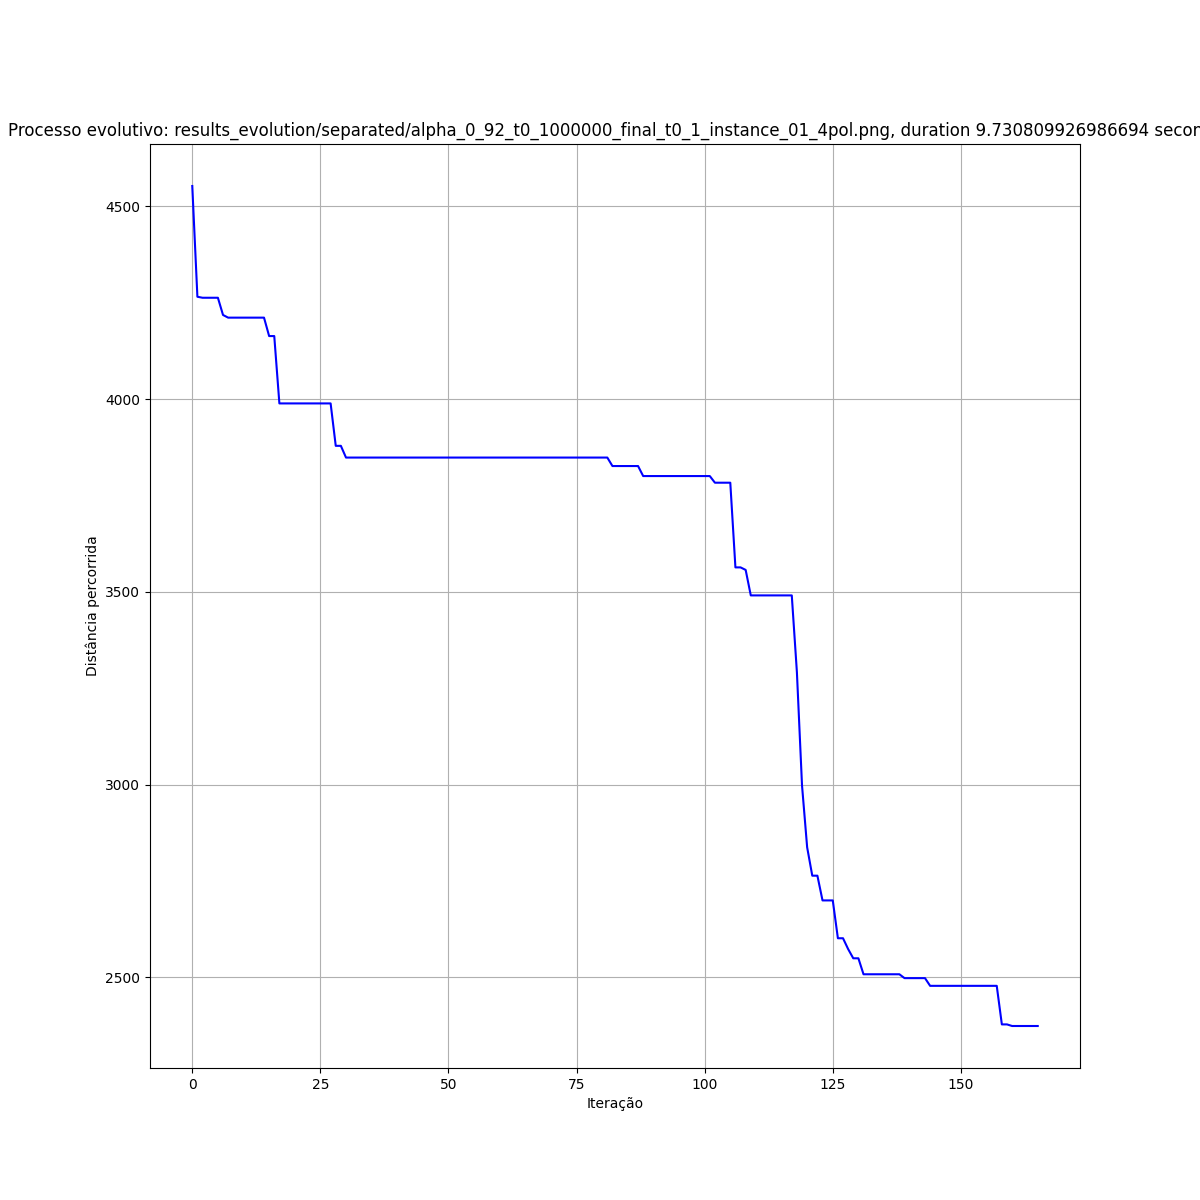 Processo evolutivo: results_evolution/separated/alpha_0_92_t0_1000000_final_t0_1_instance_01_4pol.png, duration 9.730809926986694
4500
4000
3500
3000
2500
Distância percorrida
0 25 50 75 100 125 150
Iteração